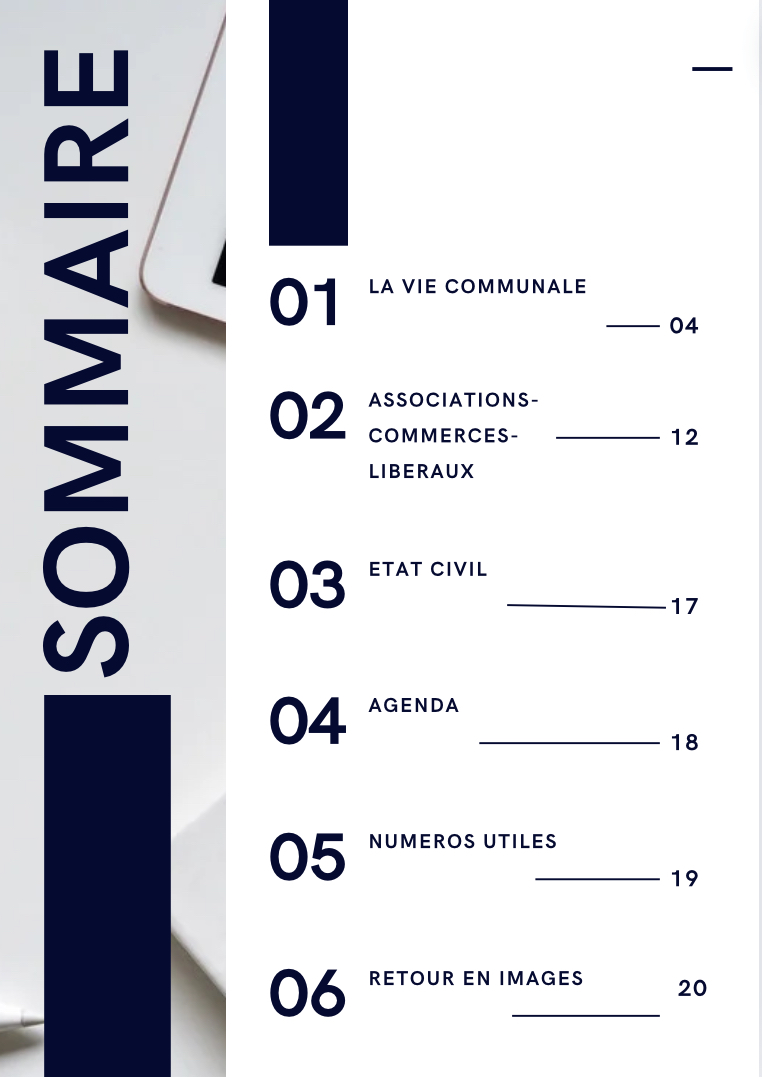 SOMMAIRE
01 LA VIE COMMUNALE
04
02 ASSOCIATIONS-
COMMERCES-
LIBERAUX
12
03 ETAT CIVIL
17
04 AGENDA
18
05 NUMEROS UTILES
19
06 RETOUR EN IMAGES
20